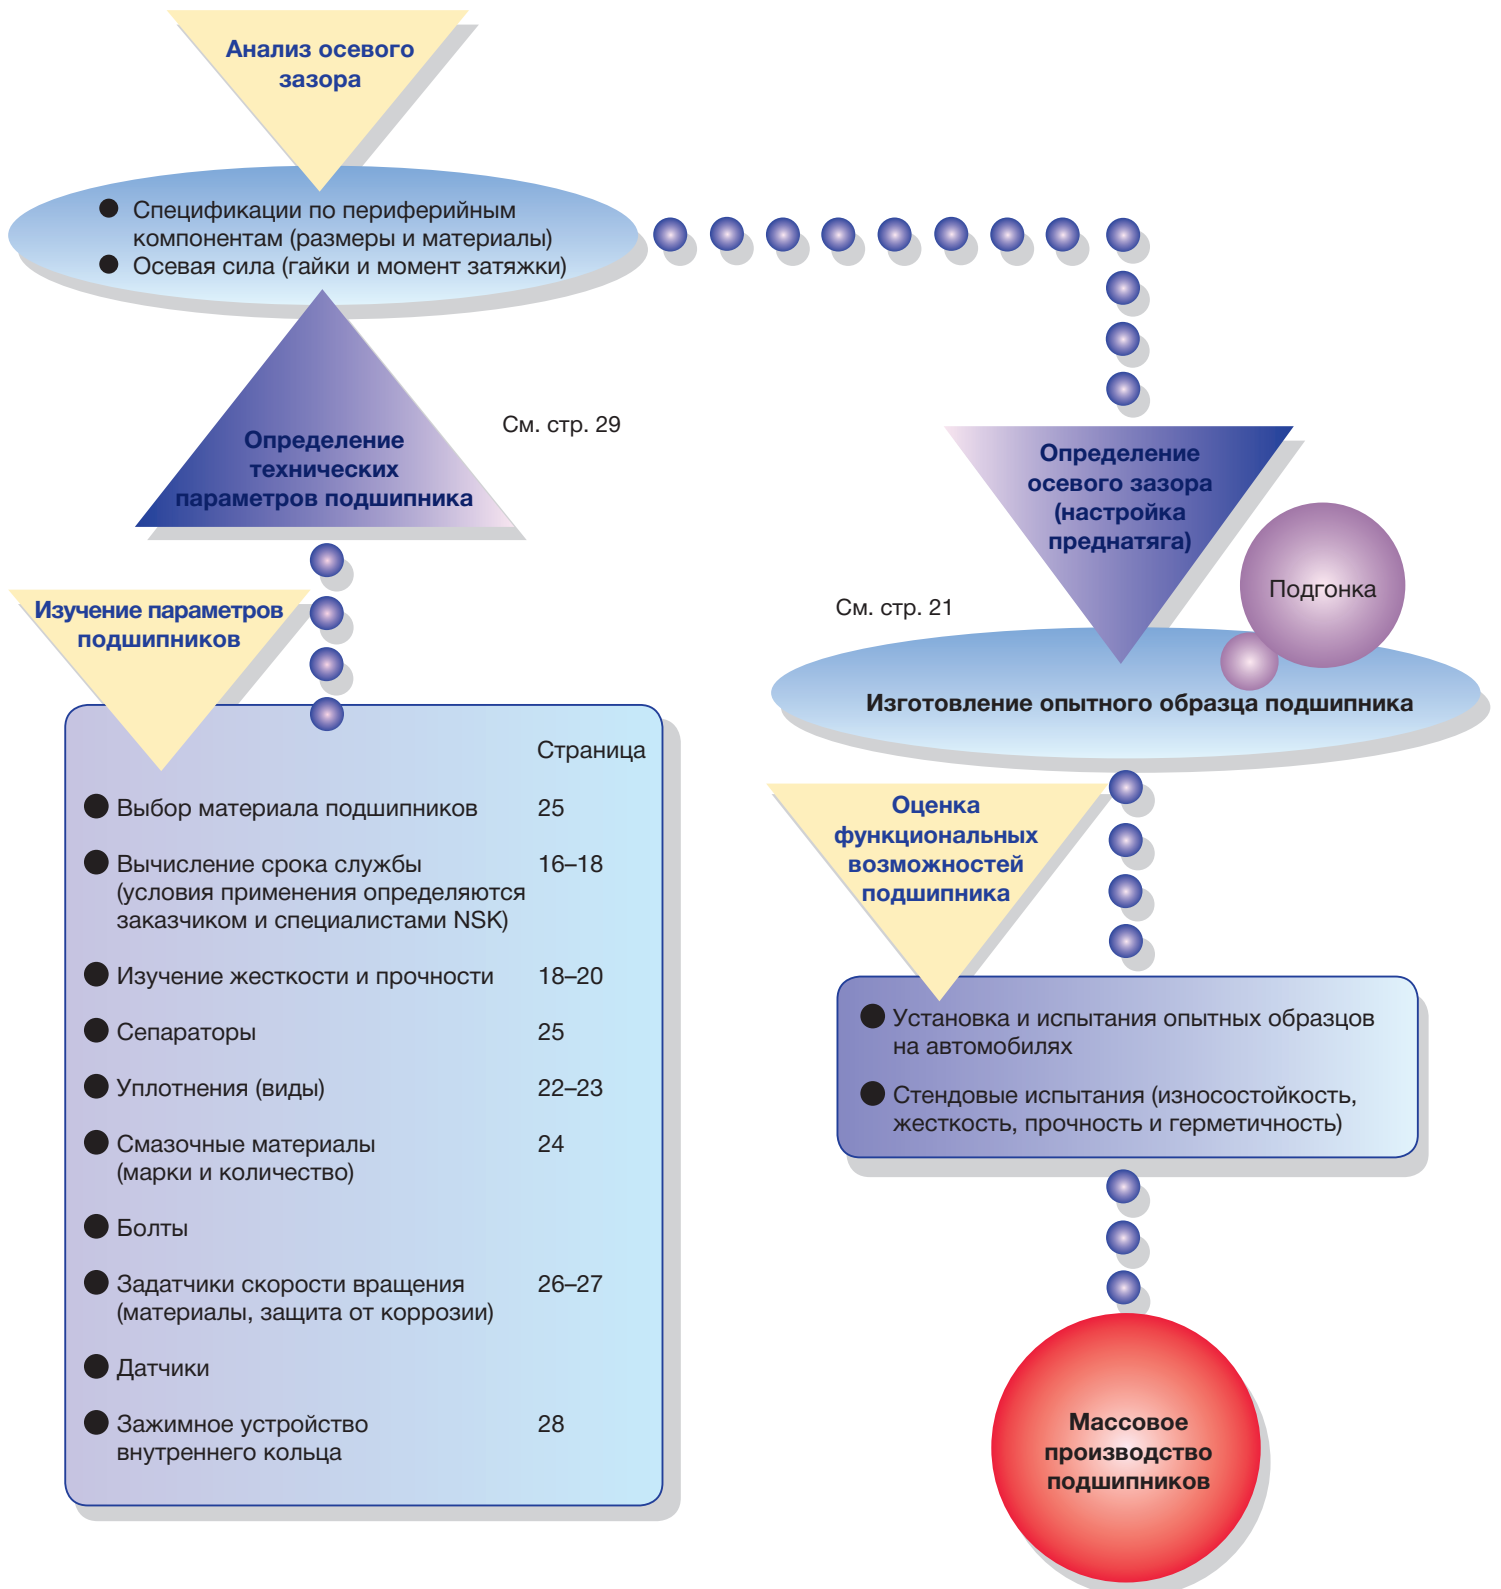 Анализ осевого
зазора
Спецификации по периферийным
компонентам (размеры и материалы)
Осевая сила (гайки и момент затяжки)
См. стр. 29
Определение
технических
параметров подшипника
Изучение параметров
подшипников
Страница
Выбор материала подшипников 25
Вычисление срока службы 16–18
(условия применения определяются
заказчиком и специалистами NSK)
Изучение жесткости и прочности 18–20
Сепараторы 25
Уплотнения (виды) 22–23
Смазочные материалы 24
(марки и количество)
Болты
Задатчики скорости вращения 26–27
(материалы, защита от коррозии)
Датчики
Зажимное устройство 28
внутреннего кольца
Определение
осевого зазора
(настройка
преднатяга)
Подгонка
См. стр. 21
Изготовление опытного образца подшипника
Оценка
функциональных
возможностей
подшипника
Установка и испытания опытных образцов
на автомобилях
Стендовые испытания (износостойкость,
жесткость, прочность и герметичность)
Массовое
производство
подшипников